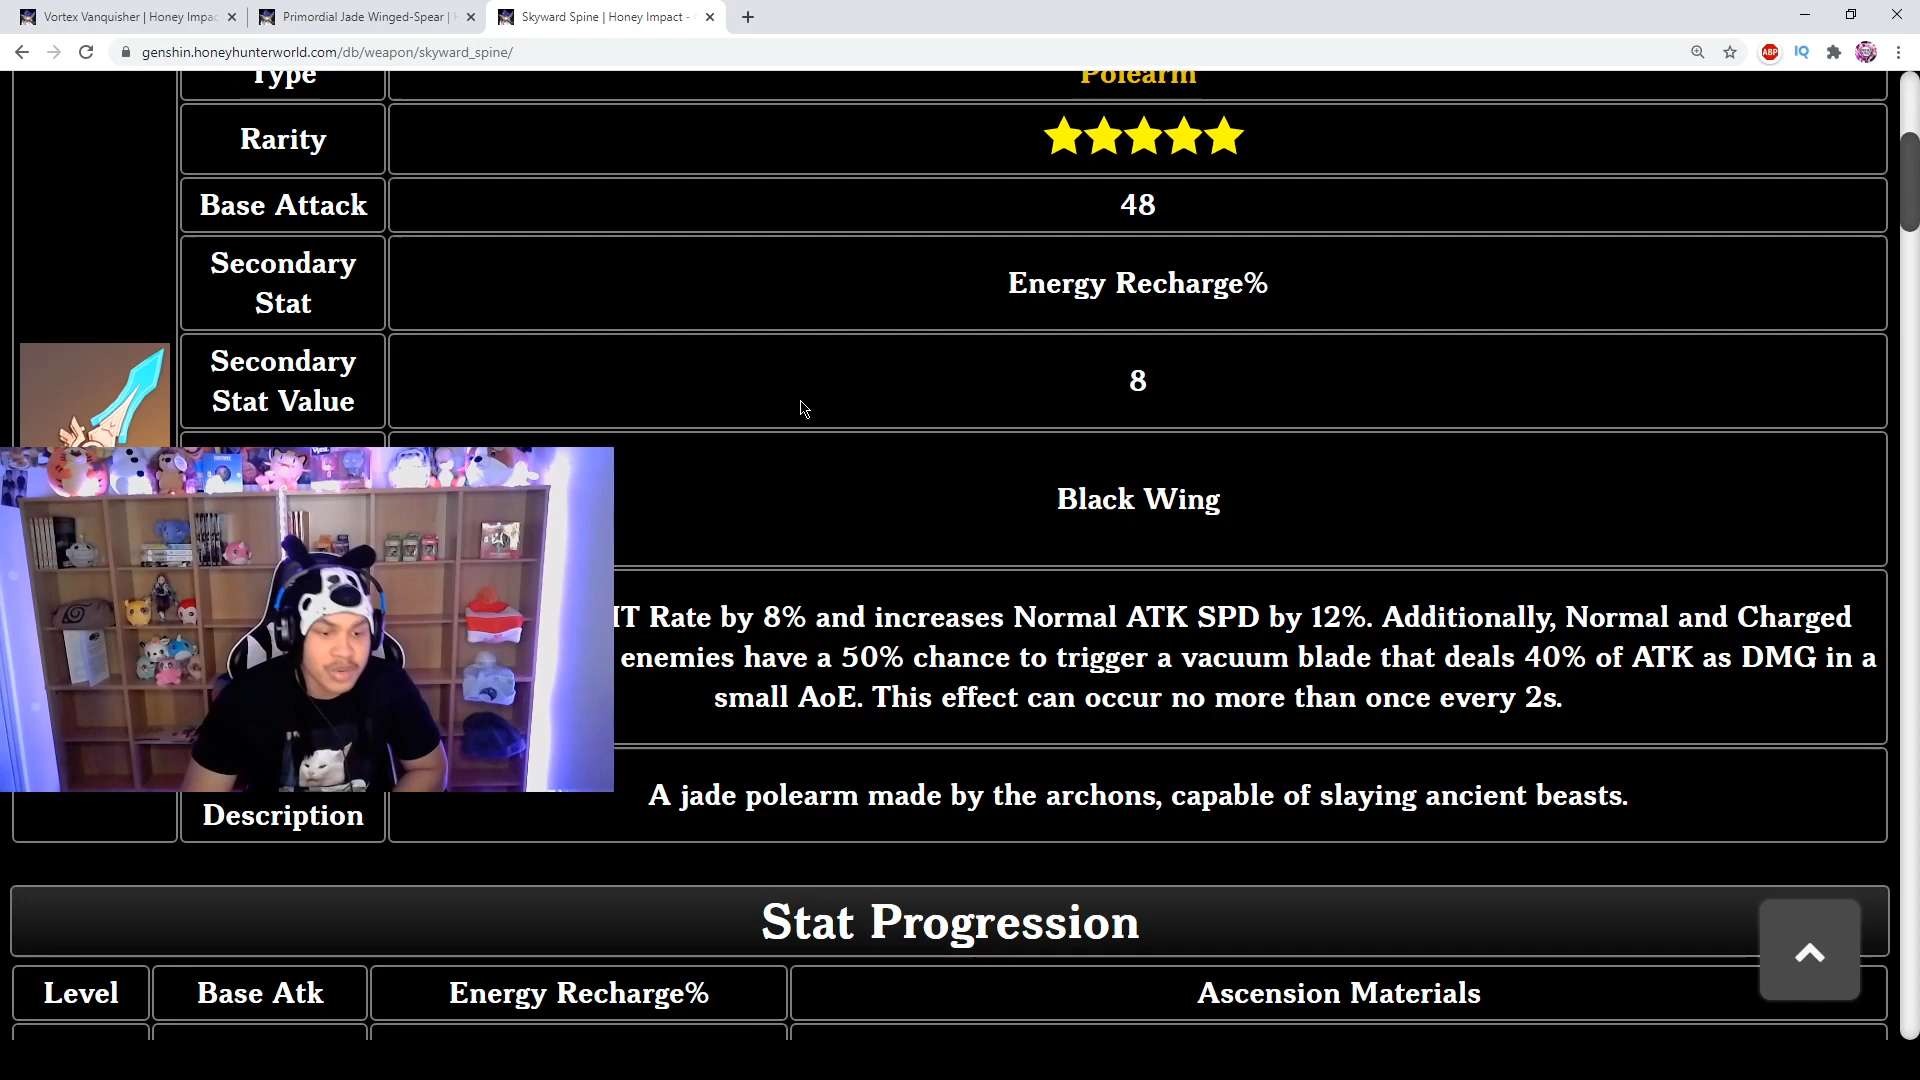 Vortex Vanquisher | Honey Impac
Primordial Jade Winged-Spear |
Skyward Spine | Honey Impact -
genshin.honeyhunterworld.com/db/weapon/skyward_spine/
ABP
IQ
Type
Polearm
Rarity
Base Attack
48
Secondary
Stat
Energy Recharge%
Secondary
Stat Value
8
Black Wing
IT Rate by 8% and increases Normal ATK SPD by 12%. Additionally, Normal and Charged
enemies have a 50% chance to trigger a vacuum blade that deals 40% of ATK as DMG in a
small AoE. This effect can occur no more than once every 2s.
Description
A jade polearm made by the archons, capable of slaying ancient beasts.
Stat Progression
Level
Base Atk
Energy Recharge%
Ascension Materials